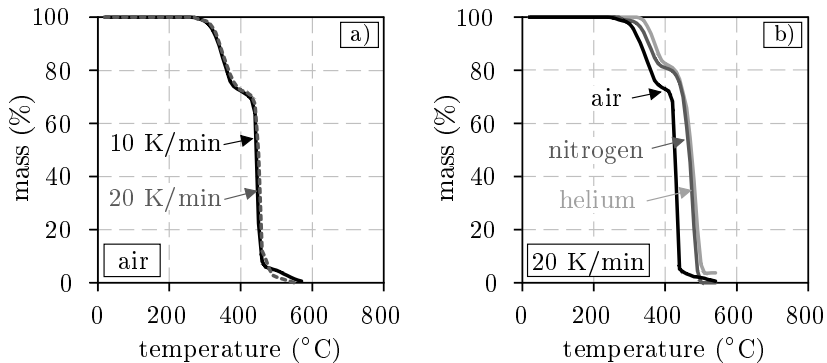 100
80
60
40
20
0
mass (%)
a)
10 K/min
20 K/min
air
0 200 400 600 800
temperature (°C)
100
80
60
40
20
0
mass (%)
b)
air
nitrogen
helium
20 K/min
0 200 400 600 800
temperature (°C)